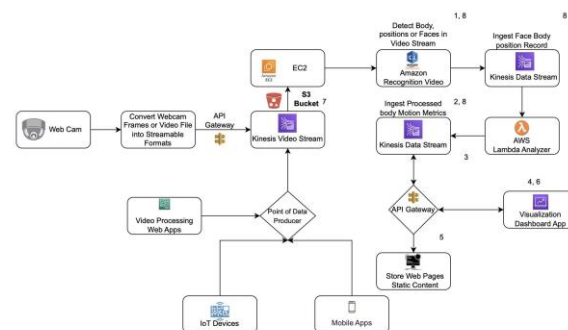 Detect Body,
positions or Faces in
Video Stream
1, 8
Ingest Face Body
position Record
8
EC2
Amazon
Recognition Video
Kinesis Data Stream
S3
Bucket
7
Web Cam
Convert Webcam
Frames or Video File
into Streamable
Formats
API
Gateway
Kinesis Video Stream
Ingest Processed
body Motion Metrics
2, 8
Kinesis Data Stream
AWS
Lambda Analyzer
3
4, 6
Video Processing
Web Apps
Point of Data
Producer
API Gateway
Visualization
Dashboard App
5
Store Web Pages
Static Content
IoT Devices
Mobile Apps